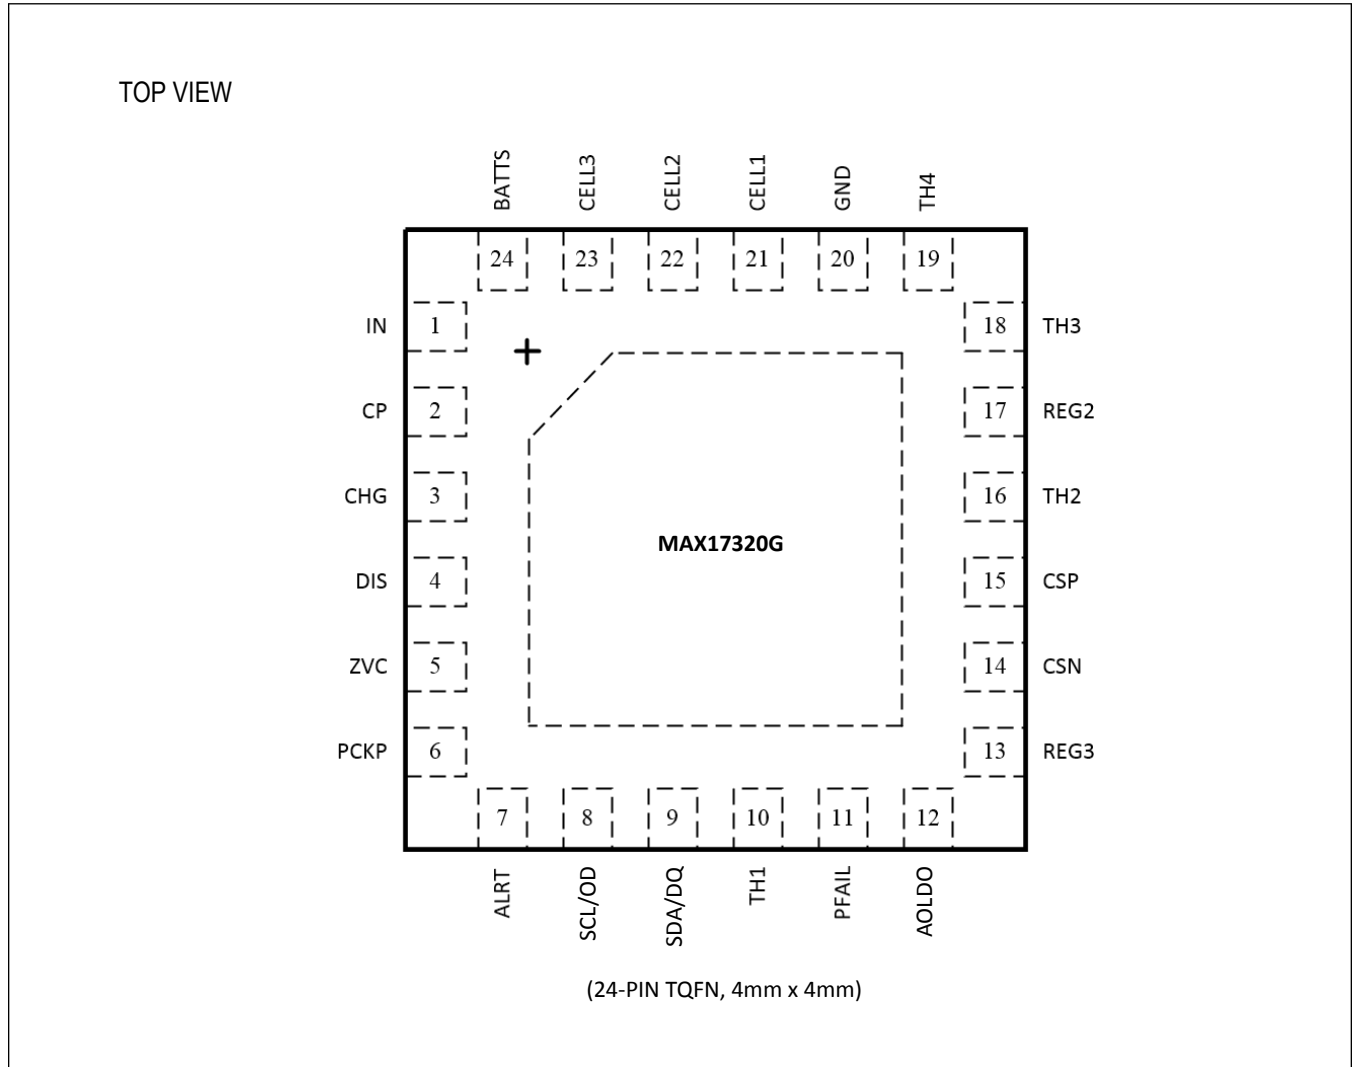 TOP VIEW
BATTS CELL3 CELL2 CELL1 GND TH4
24 23 22 21 20 19
IN 1 18 TH3
CP 2 17 REG2
CHG 3 16 TH2
MAX17320G
DIS 4 15 CSP
ZVC 5 14 CSN
PCKP 6 13 REG3
7 8 9 10 11 12
ALRT SCL/OD SDA/DQ TH1 PFAIL AOLDO
(24-PIN TQFN, 4mm x 4mm)